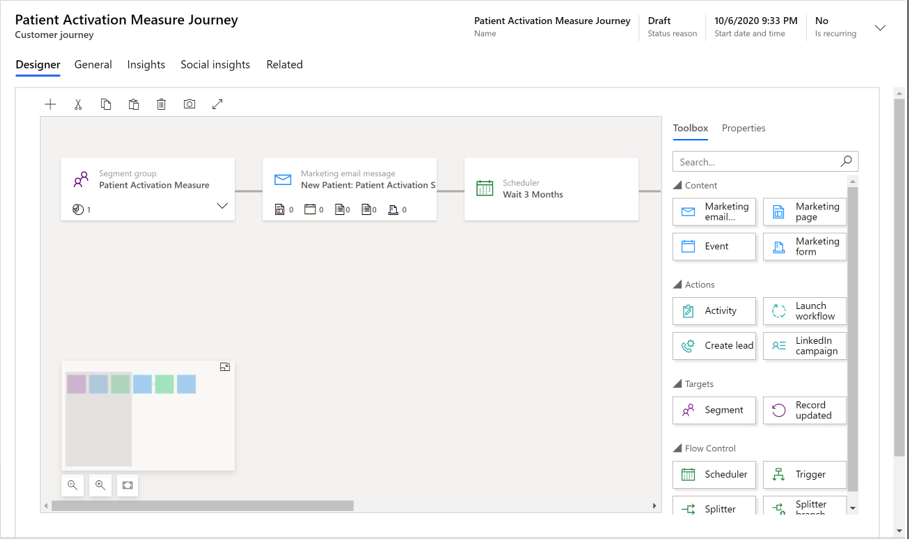 Patient Activation Measure Journey
Customer journey
Patient Activation Measure Journey
Name
Draft
Status reason
10/6/2020 9:33 PM
Start date and time
No
Is recurring
Designer General Insights Social insights Related
Segment group
Patient Activation Measure
1
Marketing email message
New Patient: Patient Activation S
0 0 0 0 0
Scheduler
Wait 3 Months
Toolbox Properties
Search...
Content
Marketing
email...
Marketing
page
Event
Marketing
form
Actions
Activity
Launch
workflow
Create lead
LinkedIn
campaign
Targets
Segment
Record
updated
Flow Control
Scheduler
Trigger
Splitter
Splitter
branch